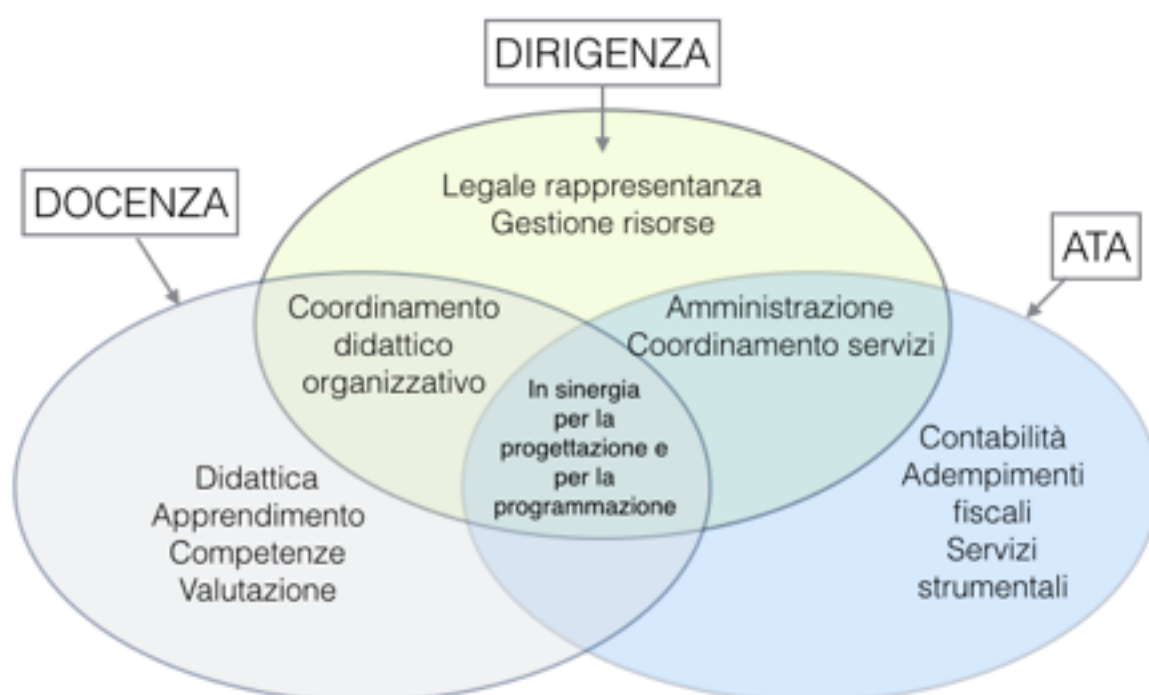 DIRIGENZA
DOCENZA
ATA
Legale rappresentanza
Gestione risorse
Coordinamento
didattico
organizzativo
Amministrazione
Coordinamento servizi
In sinergia
per la
progettazione e
per la
programmazione
Didattica
Apprendimento
Competenze
Valutazione
Contabilità
Adempimenti
fiscali
Servizi
strumentali